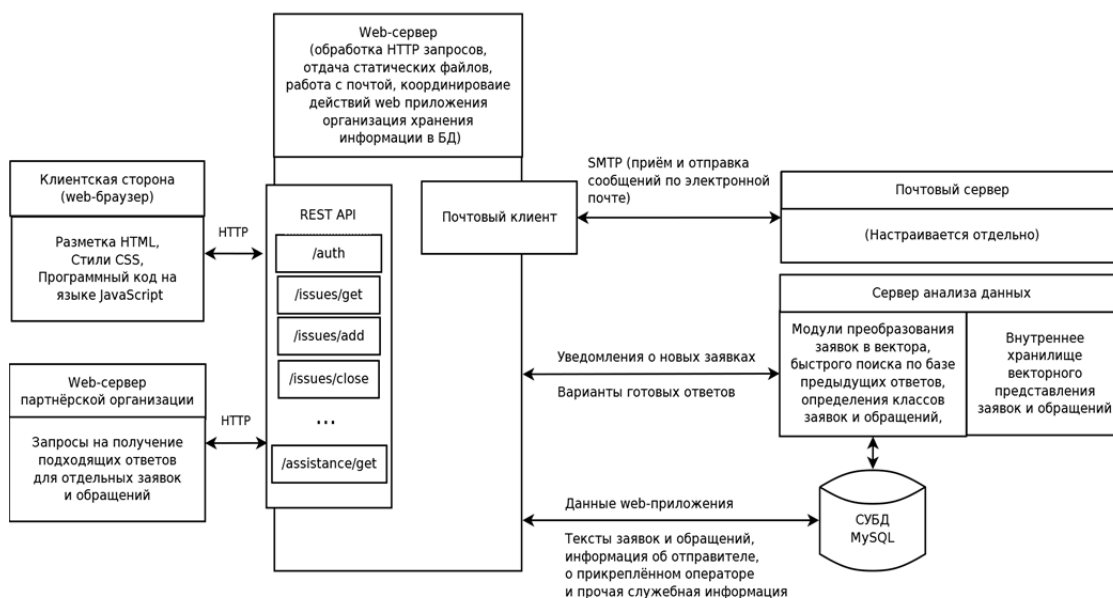 Web-сервер
(обработка HTTP запросов,
отдача статических файлов,
работа с почтой, координироваие
действий web приложения
организация хранения
информации в БД)
Клиентская сторона
(web-браузер)
Разметка HTML,
Стили CSS,
Программный код на
языке JavaScript
HTTP
Web-сервер
партнёрской организации
Запросы на получение
подходящих ответов
для отдельных заявок
и обращений
HTTP
REST API
/auth
/issues/get
/issues/add
/issues/close
...
/assistance/get
Почтовый клиент
SMTP (приём и отправка
сообщений по электронной
почте)
Почтовый сервер
(Настраивается отдельно)
Сервер анализа данных
Модули преобразования
заявок в вектора,
быстрого поиска по базе
предыдущих ответов,
определения классов
заявок и обращений,
Внутреннее
хранилище
векторного
представления
заявок и обращений
Уведомления о новых заявках
Варианты готовых ответов
Данные web-приложения
Тексты заявок и обращений,
информация об отправителе,
о прикреплённом операторе
и прочая служебная информация
СУБД
MySQL